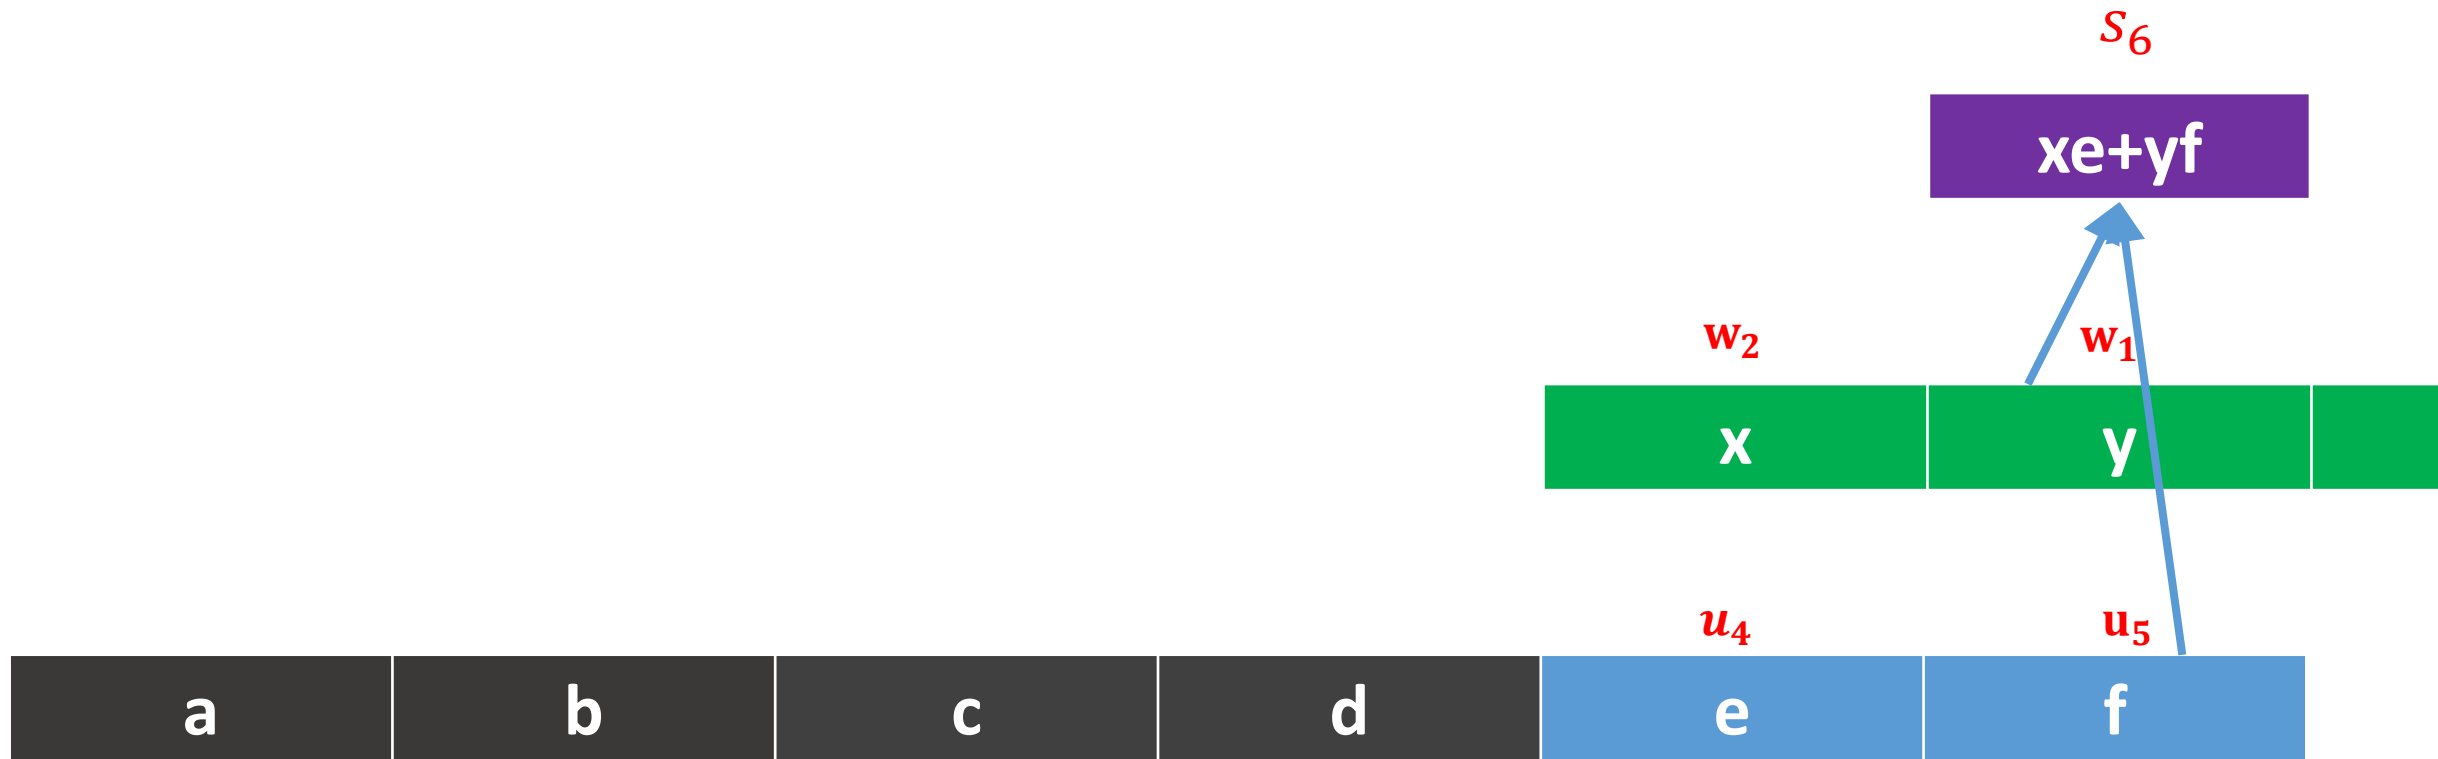 s₆
xe+yf
w₂ w₁
x y
u₄ u₅
a b c d e f